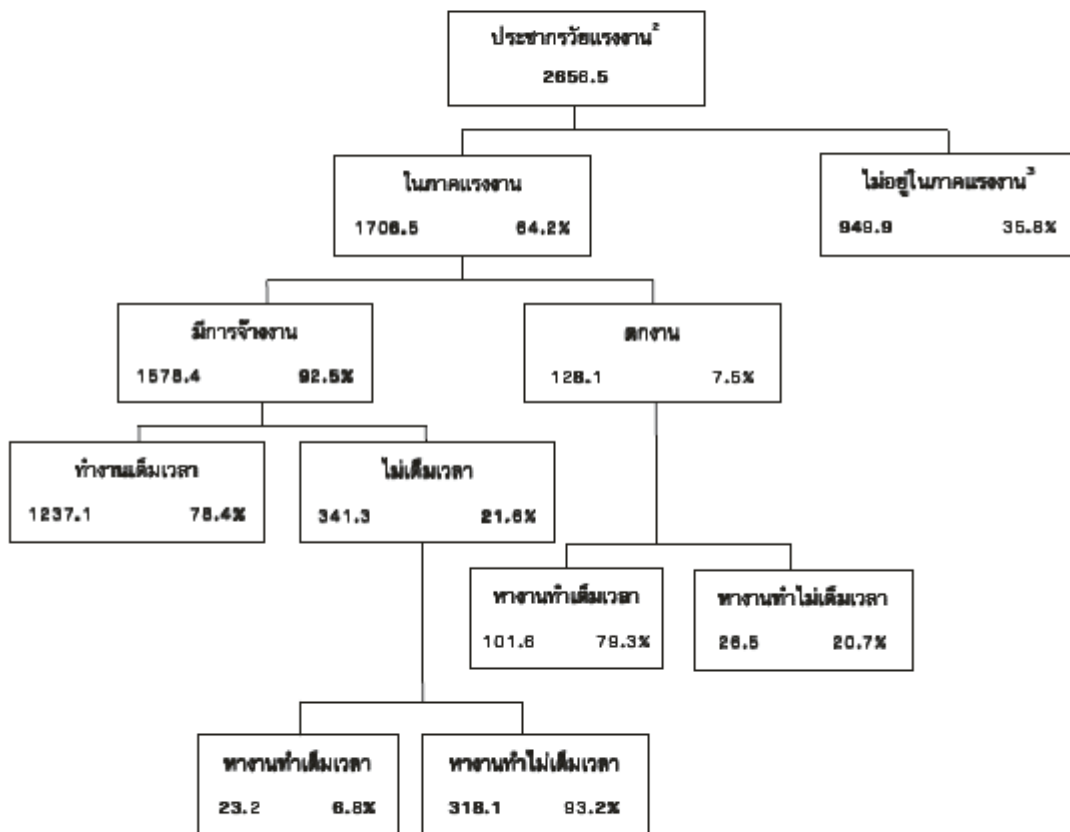 ประชากรวัยแรงงาน²
2656.5
ในภาคแรงงาน
1706.5 64.2%
ไม่อยู่ในภาคแรงงาน³
949.9 35.8%
มีการจ้างงาน
1578.4 92.5%
ตกงาน
128.1 7.5%
ทำงานเต็มเวลา
1237.1 78.4%
ไม่เต็มเวลา
341.3 21.6%
หางานทำเต็มเวลา
101.6 79.3%
หางานทำไม่เต็มเวลา
26.5 20.7%
หางานทำเต็มเวลา
23.2 6.8%
หางานทำไม่เต็มเวลา
318.1 93.2%